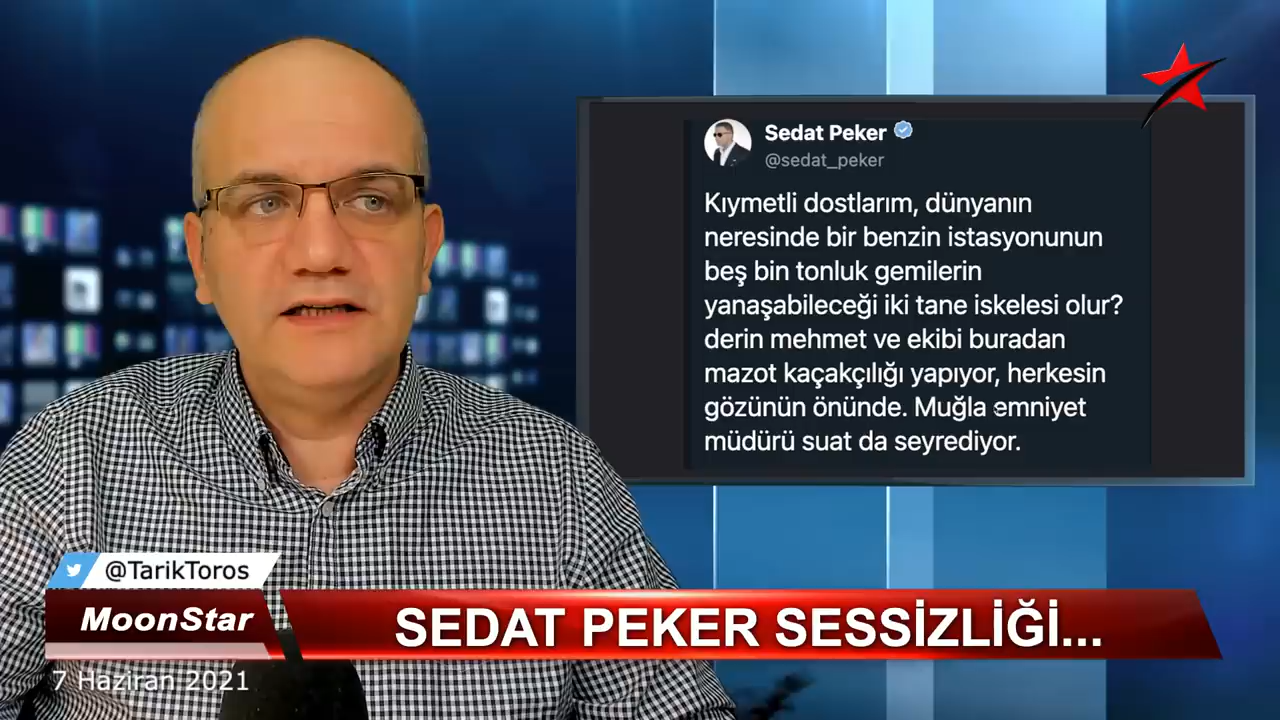 Sedat Peker
@sedat_peker
Kıymetli dostlarım, dünyanın
neresinde bir benzin istasyonunun
beş bin tonluk gemilerin
yanaşabileceği iki tane iskelesi olur?
derin mehmet ve ekibi buradan
mazot kaçakçılığı yapıyor, herkesin
gözünün önünde. Muğla emniyet
müdürü suat da seyrediyor.
@TarikToros
MoonStar
SEDAT PEKER SESSİZLİĞİ...
7 Haziran 2021